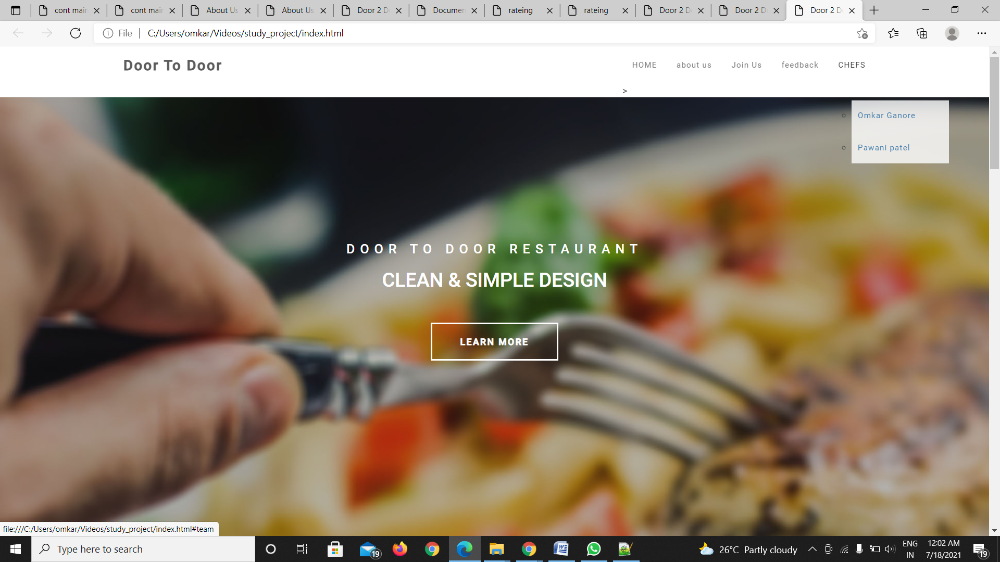 cont main
cont main
About Us
About Us
Door 2 D
Documen
rateing
rateing
Door 2 D
Door 2 D
Door 2 D
File
C:/Users/omkar/Videos/study_project/index.html
Door To Door
HOME
about us
Join Us
feedback
CHEFS
>
Omkar Ganore
Pawani patel
DOOR TO DOOR RESTAURANT
CLEAN & SIMPLE DESIGN
LEARN MORE
file:///C:/Users/omkar/Videos/study_project/index.html#team
Type here to search
19
26°C Partly cloudy
ENG
IN
12:02 AM
7/18/2021
19